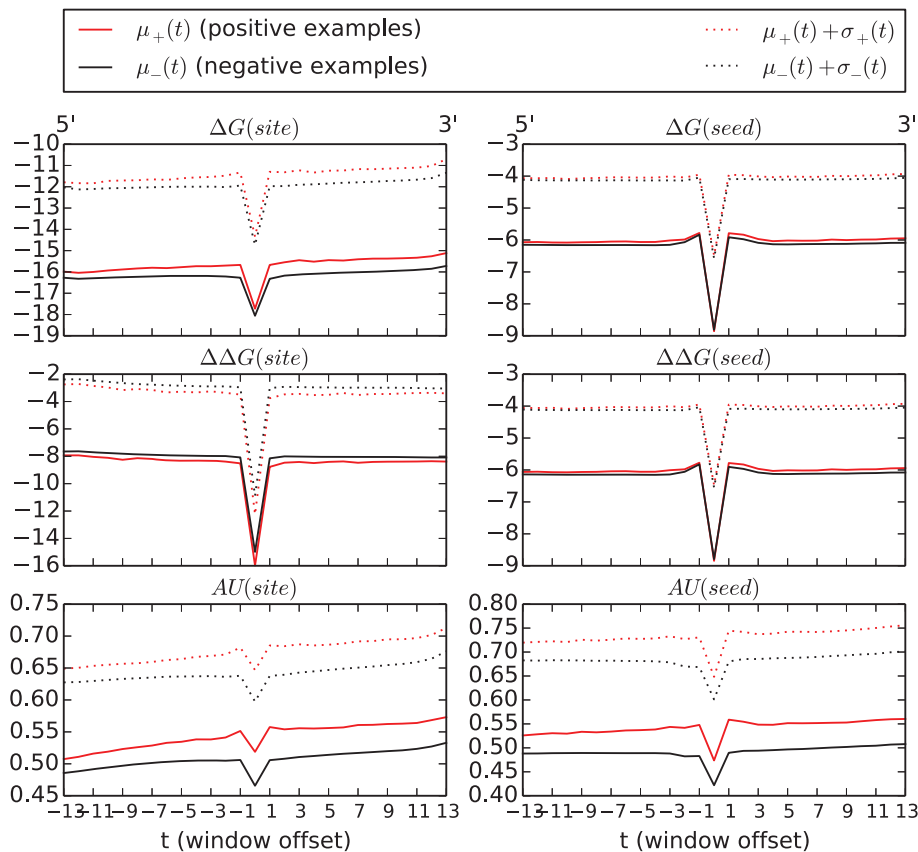 μ₊(t) (positive examples) μ₊(t)+σ₊(t)
μ₋(t) (negative examples) μ₋(t)+σ₋(t)
5' ΔG(site) 3' ΔG(seed) 3'
−10 −11 −12 −13 −14 −15 −16 −17 −18 −19
−3 −4 −5 −6 −7 −8 −9
ΔΔG(site) ΔΔG(seed)
−2 −4 −6 −8 −10 −12 −14 −16
−3 −4 −5 −6 −7 −8 −9
AU(site) AU(seed)
0.75 0.70 0.65 0.60 0.55 0.50 0.45
0.80 0.75 0.70 0.65 0.60 0.55 0.50 0.45 0.40
−13 −11 −9 −7 −5 −3 −1 1 3 5 7 9 11 13
−13 −11 −9 −7 −5 −3 −1 1 3 5 7 9 11 13
t (window offset) t (window offset)